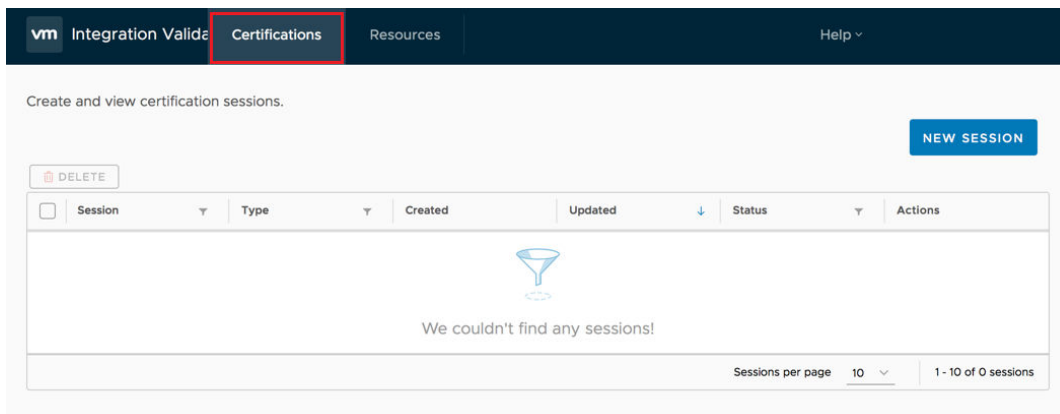 vm Integration Valida Certifications Resources Help
Create and view certification sessions.
NEW SESSION
DELETE
Session Type Created Updated Status Actions
We couldn't find any sessions!
Sessions per page 10 1 - 10 of 0 sessions